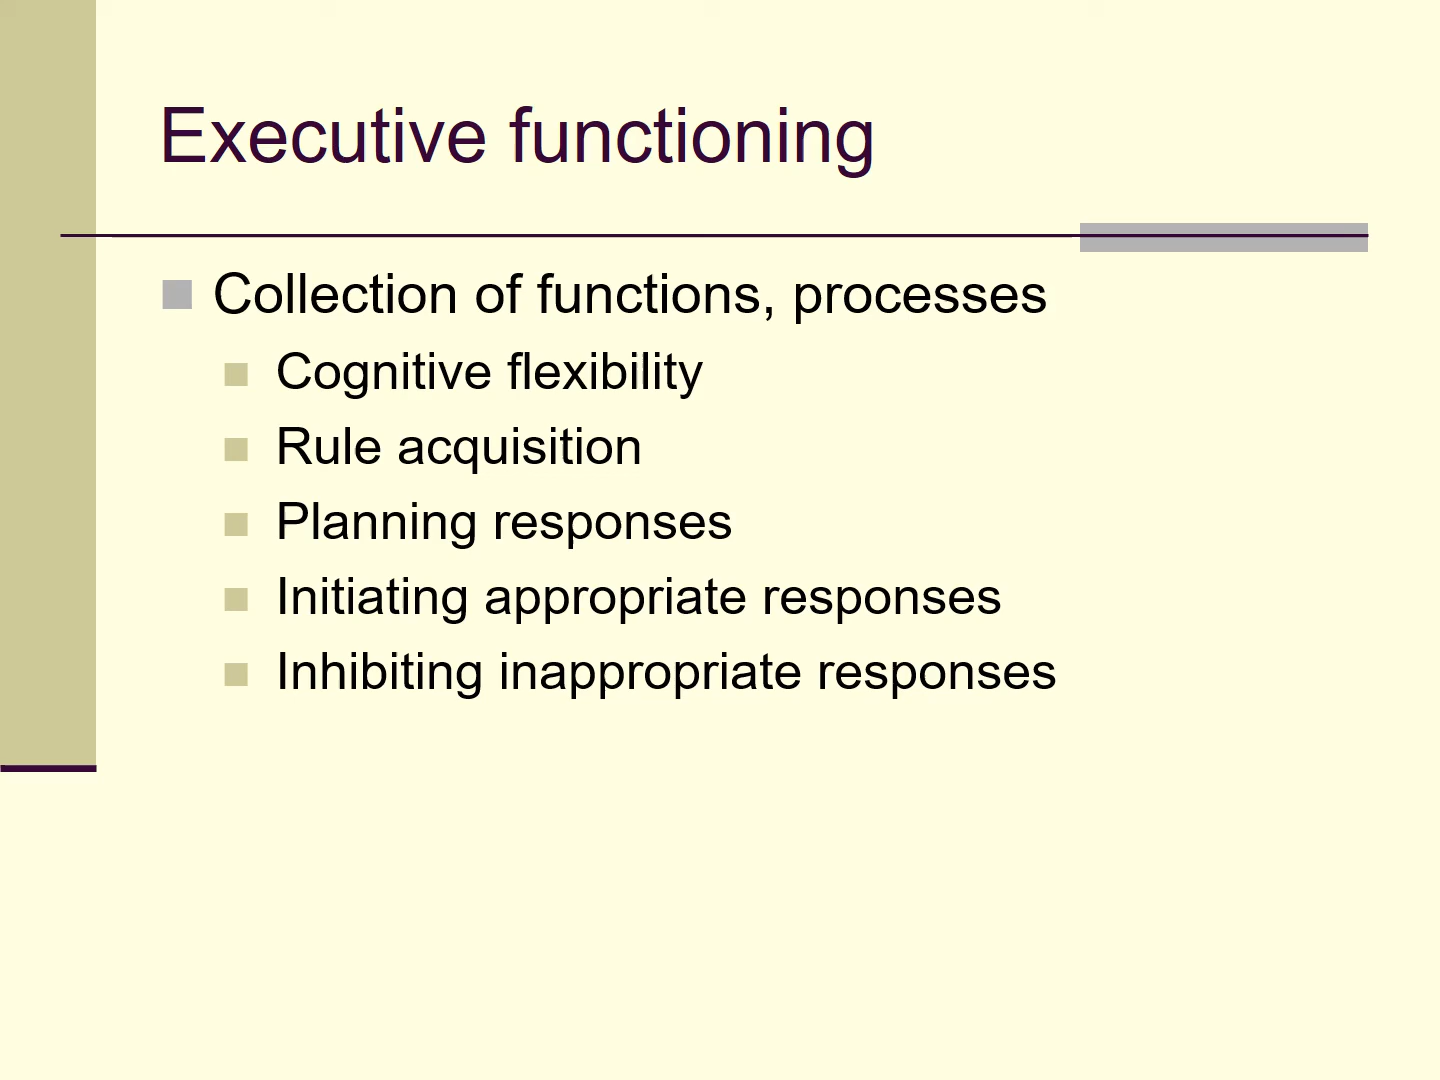 Executive functioning
Collection of functions, processes
Cognitive flexibility
Rule acquisition
Planning responses
Initiating appropriate responses
Inhibiting inappropriate responses